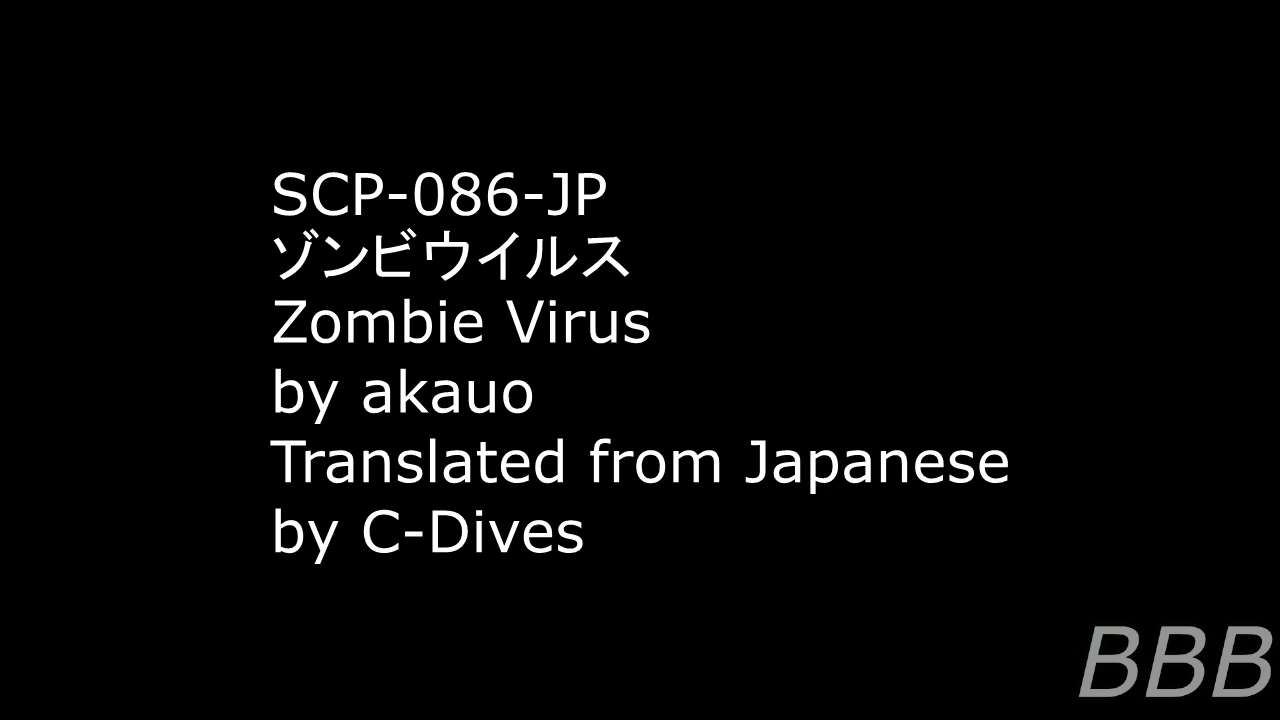 SCP-086-JP
ゾンビウイルス
Zombie Virus
by akauo
Translated from Japanese
by C-Dives
BBB